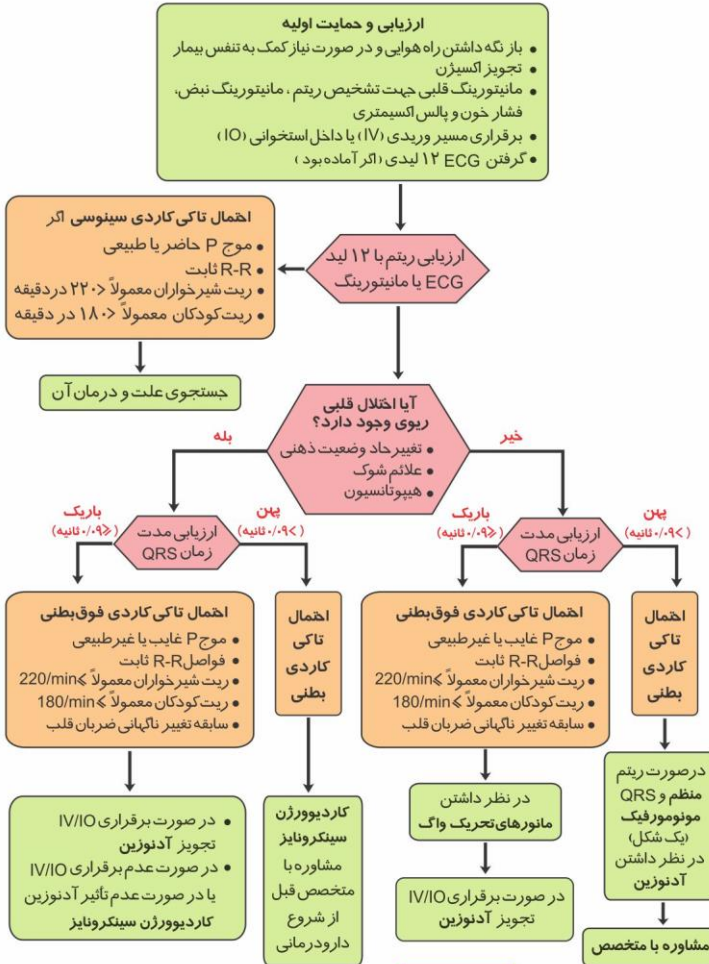 ارزیابی و حمایت اولیه
• باز نگه داشتن راه هوایی و در صورت نیاز کمک به تنفس بیمار
• تجویز اکسیژن
• مانیتورینگ قلبی جهت تشخیص ریتم، مانیتورینگ نبض،
فشار خون و پالس اکسیمتری
• برقراری مسیر وریدی (IV) یا داخل استخوانی (IO)
• گرفتن ECG ۱۲ لیدی (اگر آماده بود)
ارزیابی ریتم با ۱۲ لید
ECG یا مانیتورینگ
احتمال تاکی کاردی سینوسی اگر
• موج P حاضر یا طبیعی
• R-R ثابت
• ریت شیرخواران معمولاً <۲۲۰ در دقیقه
• ریت کودکان معمولاً <۱۸۰ در دقیقه
جستجوی علت و درمان آن
آیا اختلال قلبی
ریوی وجود دارد؟
• تغییر حاد وضعیت ذهنی
• علائم شوک
• هیپوتانسیون
خیر
بله
پهن
(>۰/۰۹ ثانیه)
ارزیابی مدت
زمان QRS
باریک
(⩽۰/۰۹ ثانیه)
پهن
(>۰/۰۹ ثانیه)
ارزیابی مدت
زمان QRS
باریک
(⩽۰/۰۹ ثانیه)
احتمال
تاکی
کاردی
بطنی
احتمال تاکی کاردی فوق‌بطنی
• موج P غایب یا غیرطبیعی
• فواصل R-R ثابت
• ریت شیرخواران معمولاً ⩾220/min
• ریت کودکان معمولاً ⩾180/min
• سابقه تغییر ناگهانی ضربان قلب
احتمال
تاکی
کاردی
بطنی
احتمال تاکی کاردی فوق‌بطنی
• موج P غایب یا غیرطبیعی
• فواصل R-R ثابت
• ریت شیرخواران معمولاً ⩾220/min
• ریت کودکان معمولاً ⩾180/min
• سابقه تغییر ناگهانی ضربان قلب
درصورت ریتم
منظم و QRS
مونومورفیک
(یک شکل)
در نظر داشتن
آدنوزین
مشاوره با متخصص
در نظر داشتن
مانورهای تحریک واگ
در صورت برقراری IV/IO
تجویز آدنوزین
کاردیوورژن
سینکرونایز
مشاوره با
متخصص قبل
از شروع
دارودرمانی
• در صورت برقراری IV/IO
تجویز آدنوزین
• در صورت عدم برقراری IV/IO
یا در صورت عدم تأثیر آدنوزین
کاردیوورژن سینکرونایز